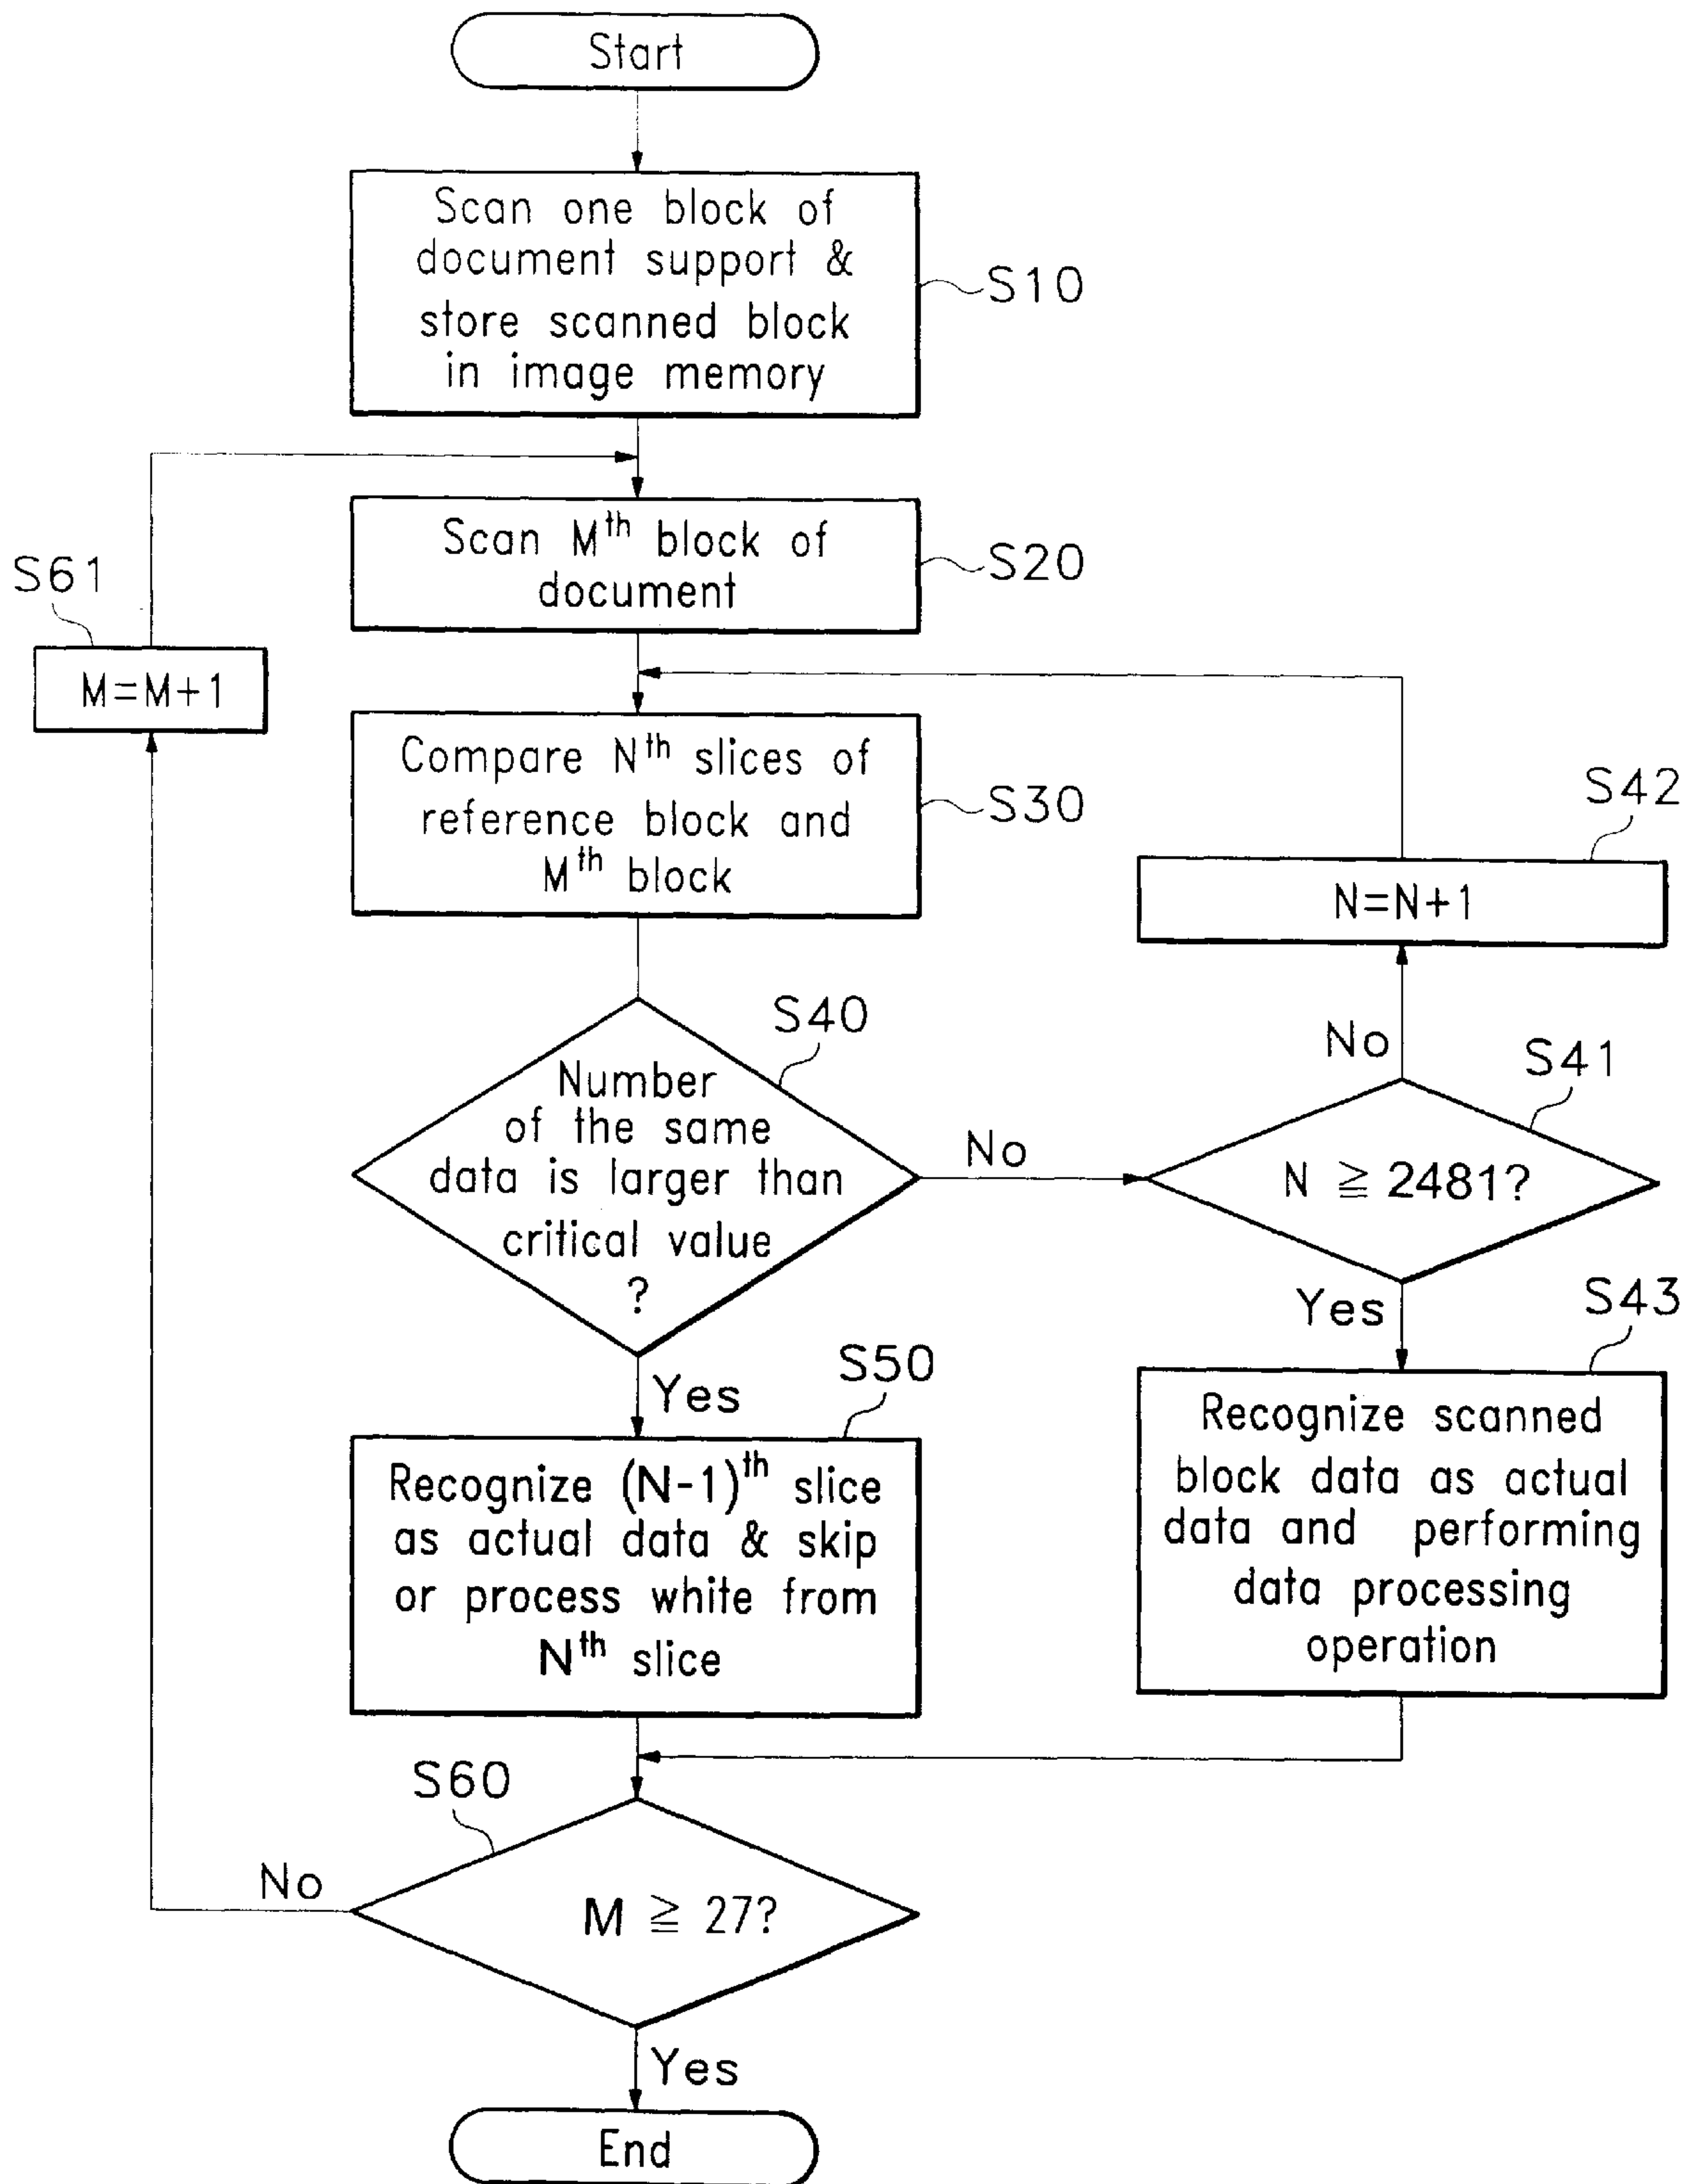 Start
Scan one block of
document support &
store scanned block
in image memory
S10
Scan Mth block of
document
S20
S61
M=M+1
Compare Nth slices of
reference block and
Mth block
S30
S42
N=N+1
S40
Number
of the same
data is larger than
critical value
?
No
No
S41
N ≧ 2481?
Yes
S43
Yes
S50
Recognize (N-1)th slice
as actual data & skip
or process white from
Nth slice
Recognize scanned
block data as actual
data and performing
data processing
operation
S60
No
M ≧ 27?
Yes
End